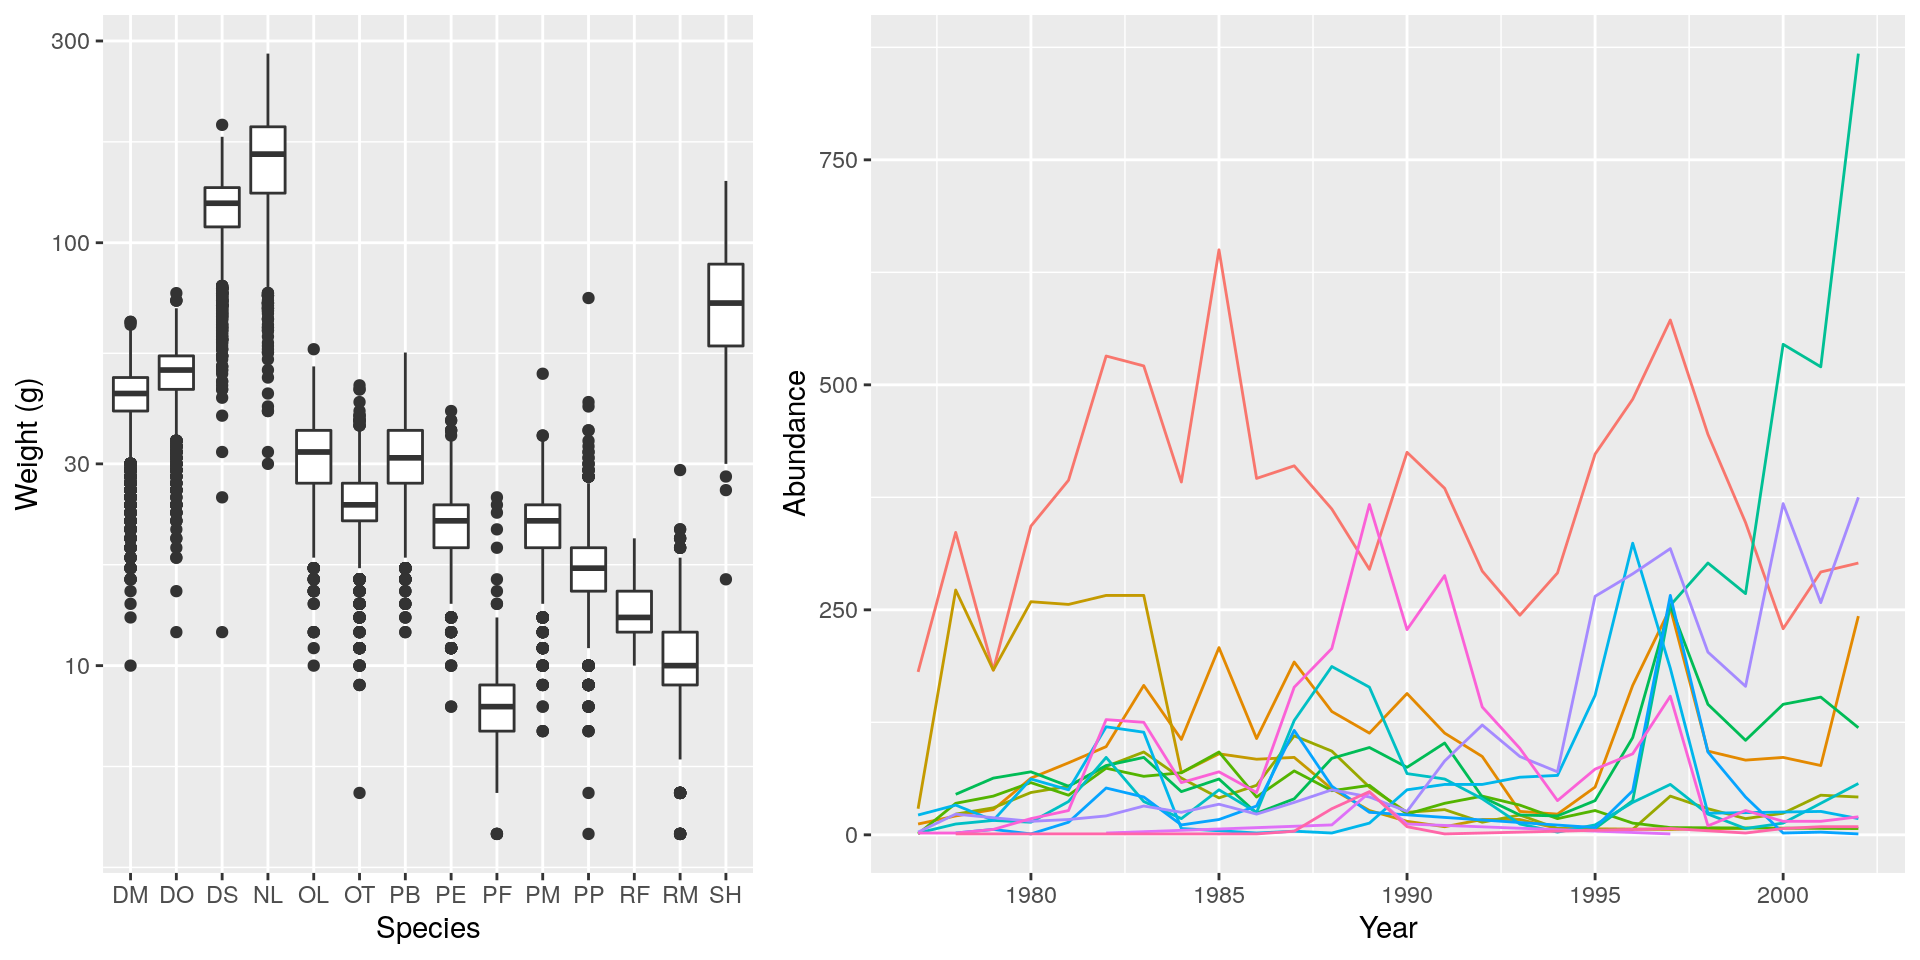 Weight (g)
300
100
30
10
DM DO DS NL OL OT PB PE PF PM PP RF RM SH
Species
Abundance
750
500
250
0
1980 1985 1990 1995 2000
Year